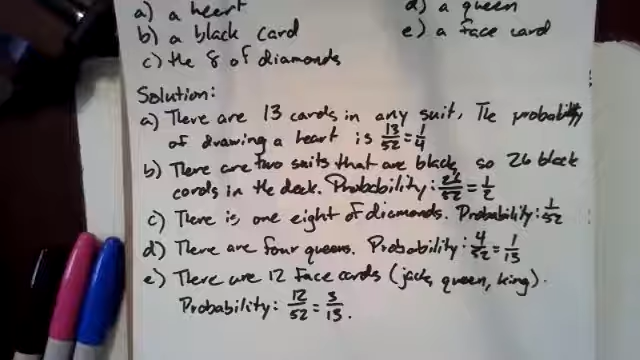 a) a heart
d) a queen
b) a black card
e) a face card
c) the 8 of diamonds
Solution:
a) There are 13 cards in any suit. The probability
of drawing a heart is 13/52 = 1/4
b) There are two suits that are black, so 26 black
cards in the deck. Probability: 26/52 = 1/2
c) There is one eight of diamonds. Probability: 1/52
d) There are four queens. Probability: 4/52 = 1/13
e) There are 12 face cards (jack, queen, king).
Probability: 12/52 = 3/13.